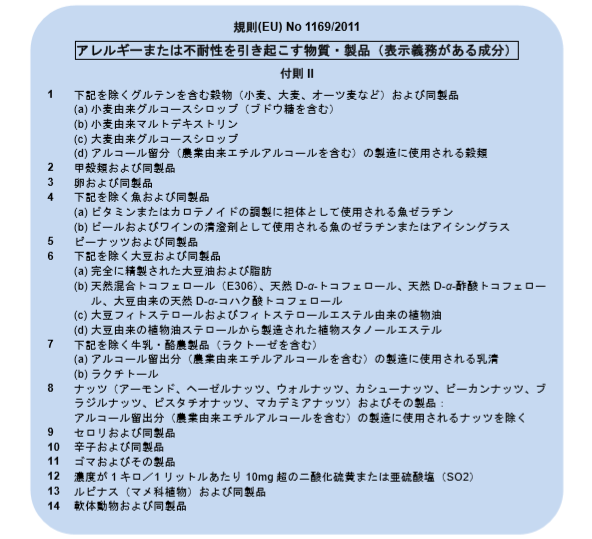 規則(EU) No 1169/2011
アレルギーまたは不耐性を引き起こす物質・製品（表示義務がある成分）
付則 II
1 下記を除くグルテンを含む穀物（小麦、大麦、オーツ麦など）および同製品
(a) 小麦由来グルコースシロップ（ブドウ糖を含む）
(b) 小麦由来マルトデキストリン
(c) 大麦由来グルコースシロップ
(d) アルコール留分（農業由来エチルアルコールを含む）の製造に使用される穀類
2 甲殻類および同製品
3 卵および同製品
4 下記を除く魚および同製品
(a) ビタミンまたはカロテノイドの調製に担体として使用される魚ゼラチン
(b) ビールおよびワインの清澄剤として使用される魚のゼラチンまたはアイシングラス
5 ピーナッツおよび同製品
6 下記を除く大豆および同製品
(a) 完全に精製された大豆油および脂肪
(b) 天然混合トコフェロール（E306）、天然 D-α-トコフェロール、天然 D-α-酢酸トコフェロー
ル、大豆由来の天然 D-α-コハク酸トコフェロール
(c) 大豆フィトステロールおよびフィトステロールエステル由来の植物油
(d) 大豆由来の植物油ステロールから製造された植物スタノールエステル
7 下記を除く牛乳・酪農製品（ラクトーゼを含む）
(a) アルコール留出分（農業由来エチルアルコールを含む）の製造に使用される乳清
(b) ラクチトール
8 ナッツ（アーモンド、ヘーゼルナッツ、ウォルナッツ、カシューナッツ、ピーカンナッツ、ブ
ラジルナッツ、ピスタチオナッツ、マカデミアナッツ）およびその製品：
アルコール留出分（農業由来エチルアルコールを含む）の製造に使用されるナッツを除く
9 セロリおよび同製品
10 辛子および同製品
11 ゴマおよびその製品
12 濃度が 1 キロ／1 リットルあたり 10mg 超の二酸化硫黄または亜硫酸塩（SO2）
13 ルピナス（マメ科植物）および同製品
14 軟体動物および同製品